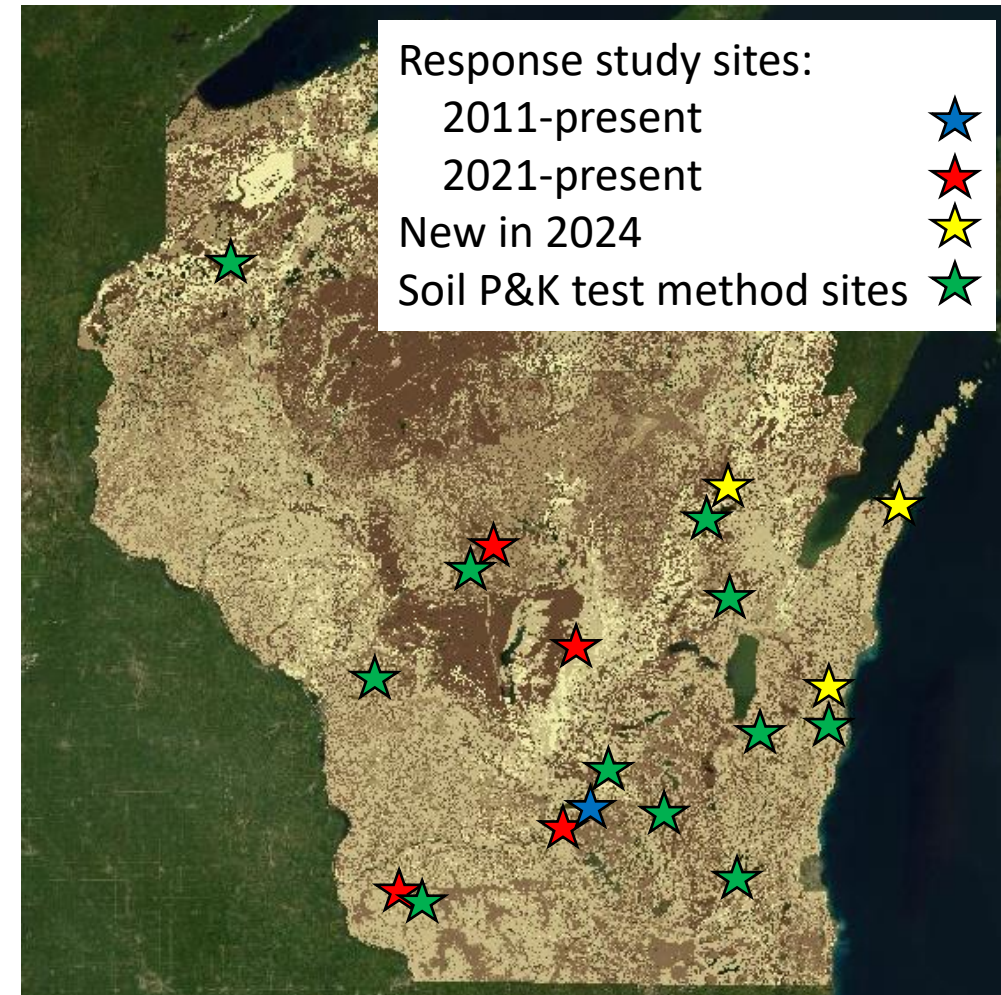 Response study sites:
2011-present
2021-present
New in 2024
Soil P&K test method sites